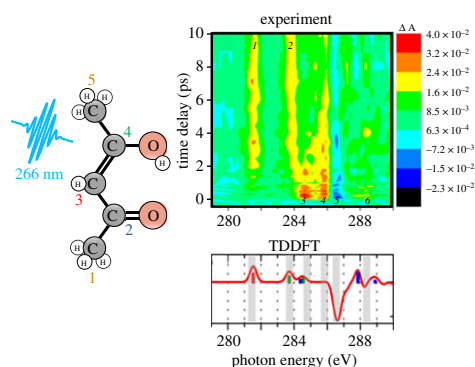 experiment
ΔA
10
8
6
4
2
0
time delay (ps)
1
2
3
4
5
6
4.0 × 10⁻²
3.2 × 10⁻²
2.4 × 10⁻²
1.6 × 10⁻²
8.5 × 10⁻³
6.3 × 10⁻⁴
−7.2 × 10⁻³
−1.5 × 10⁻²
−2.3 × 10⁻²
280
284
288
266 nm
5
H
H
H
C
4
C
O
H
C
H
3
H
C
O
2
C
H
H
H
1
TDDFT
280
284
288
photon energy (eV)